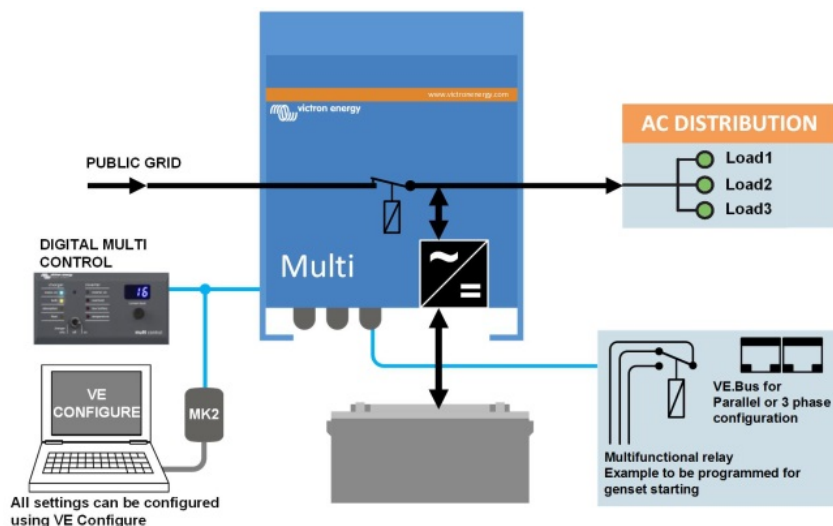 www.victronenergy.com
victron energy
AC DISTRIBUTION
PUBLIC GRID
Load1
Load2
Load3
DIGITAL MULTI
CONTROL
victron energy
16
multi control
Multi
VE
CONFIGURE
MK2
VE.Bus for
Parallel or 3 phase
configuration
Multifunctional relay
Example to be programmed for
genset starting
All settings can be configured
using VE Configure